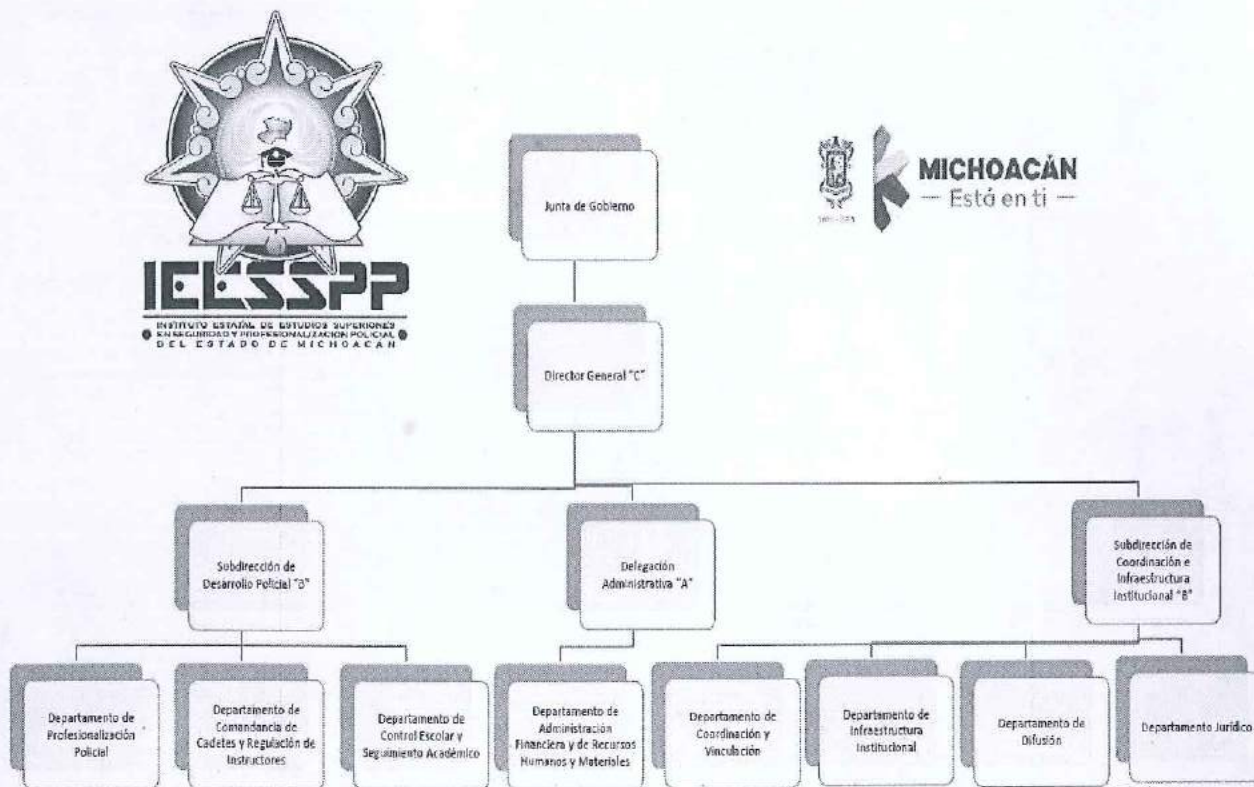 Junta de Gobierno
MICHOACÁN
Está en ti
IEESSPP
INSTITUTO ESTATAL DE ESTUDIOS SUPERIORES
EN SEGURIDAD Y PROFESIONALIZACIÓN POLICIAL
DEL ESTADO DE MICHOACÁN
Director General "C"
Subdirección de
Desarrollo Policial "B"
Delegación
Administrativa "A"
Subdirección de
Coordinación e
Infraestructura
Institucional "B"
Departamento de
Profesionalización
Policial
Departamento de
Comandancia de
Cadetes y Regulación de
Instructores
Departamento de
Control Escolar y
Seguimiento Académico
Departamento de
Administración
Financiera y de Recursos
Humanos y Materiales
Departamento de
Coordinación y
Vinculación
Departamento de
Infraestructura
Institucional
Departamento de
Difusión
Departamento Jurídico